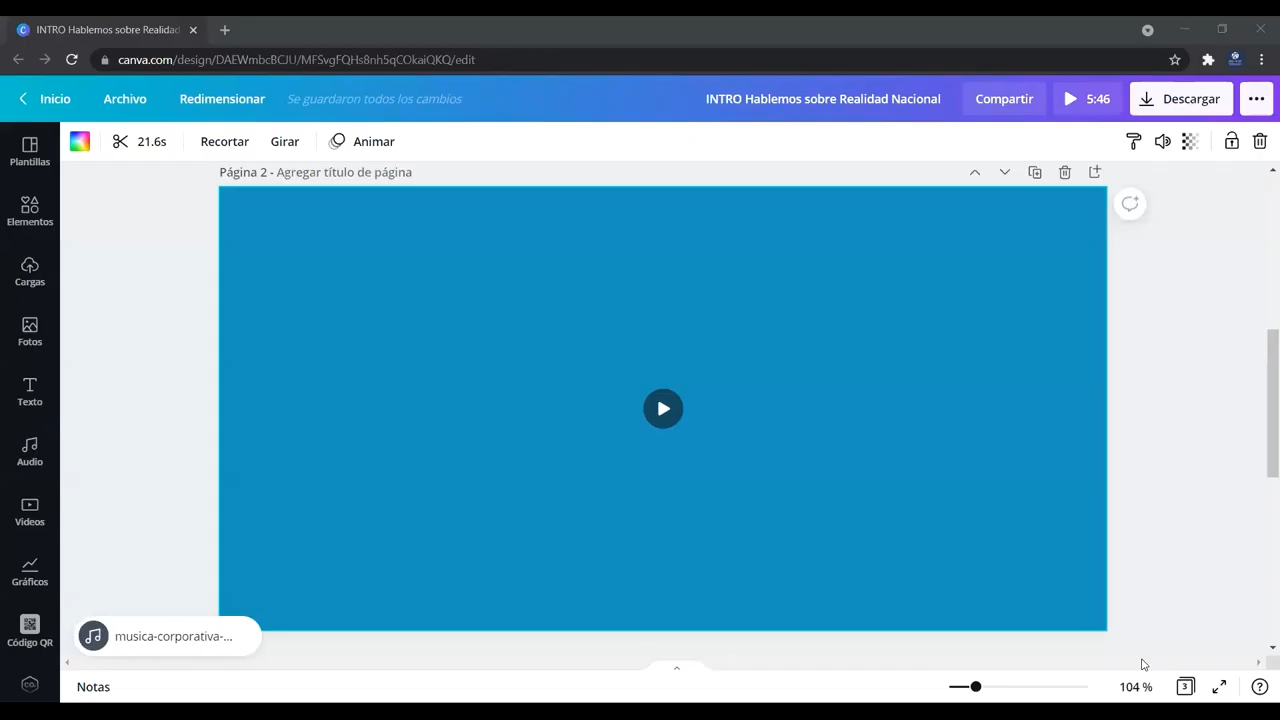 INTRO Hablemos sobre Realidad
canva.com/design/DAEWmbcBCJU/MFSvgFQHs8nh5qCOkaiQKQ/edit
Inicio
Archivo
Redimensionar
Se guardaron todos los cambios
INTRO Hablemos sobre Realidad Nacional
Compartir
5:46
Descargar
21.6s
Recortar
Girar
Animar
Plantillas
Elementos
Cargas
Fotos
Texto
Audio
Videos
Gráficos
Código QR
Página 2 - Agregar título de página
musica-corporativa-...
Notas
104 %
3